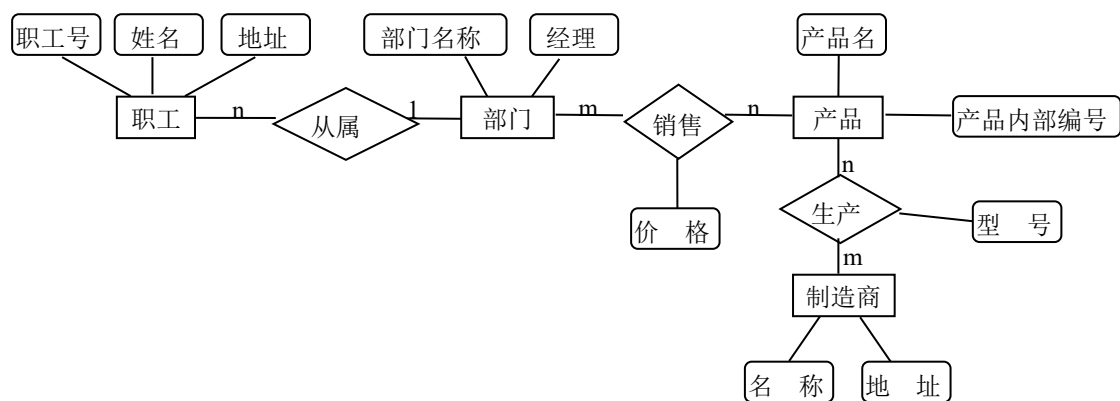 职工号 姓名 地址 部门名称 经理 产品名
职工 n 从属 1 部门 m 销售 n 产品 产品内部编号
n
价 格 生产 型 号
m
制造商
名 称 地 址